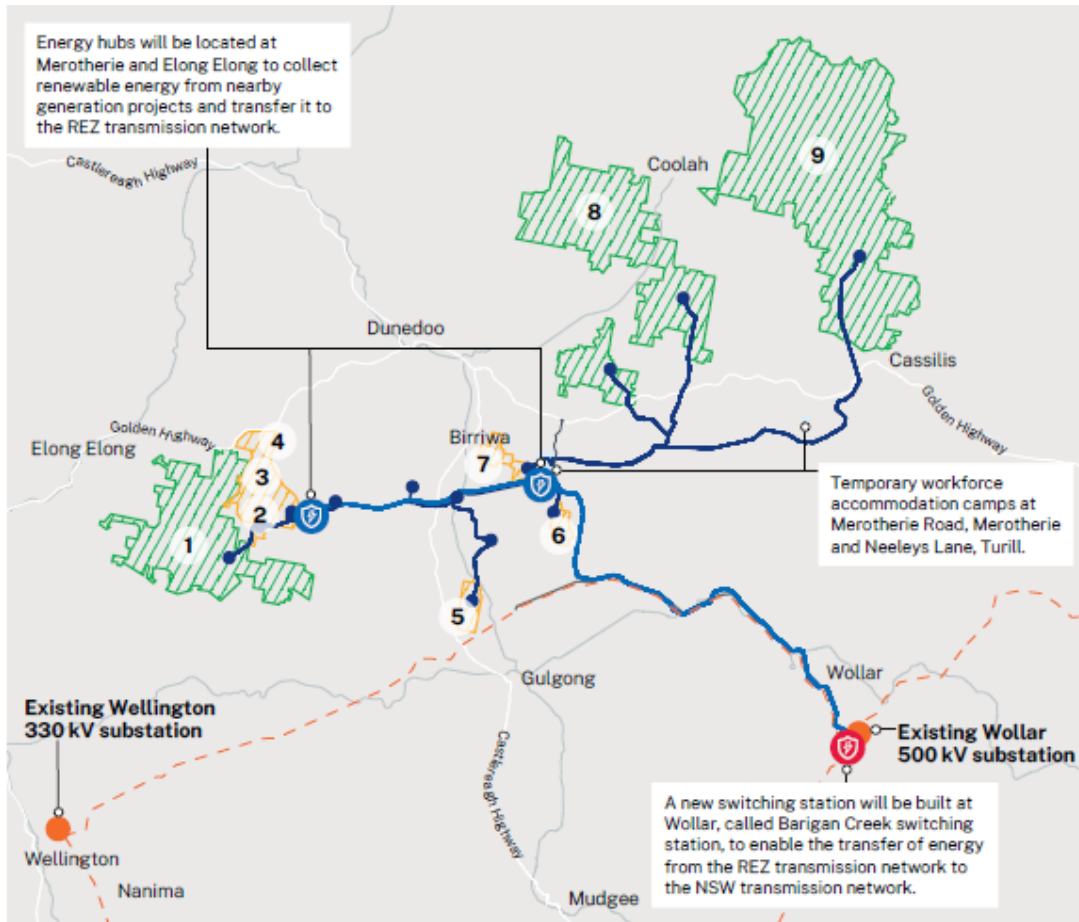 Energy hubs will be located at
Merotherie and Elong Elong to collect
renewable energy from nearby
generation projects and transfer it to
the REZ transmission network.
Castlereagh Highway
Coolah
9
8
Dunedoo
Cassilis
Golden Highway
Golden Highway
4
Birriwa
Elong Elong
3
7
2
1
6
5
Temporary workforce
accommodation camps at
Merotherie Road, Merotherie
and Neeleys Lane, Turill.
Gulgong
Wollar
Existing Wellington
330 kV substation
Existing Wollar
500 kV substation
Castlereagh Highway
A new switching station will be built at
Wollar, called Barigan Creek switching
station, to enable the transfer of energy
from the REZ transmission network to
the NSW transmission network.
Wellington
Nanima
Mudgee